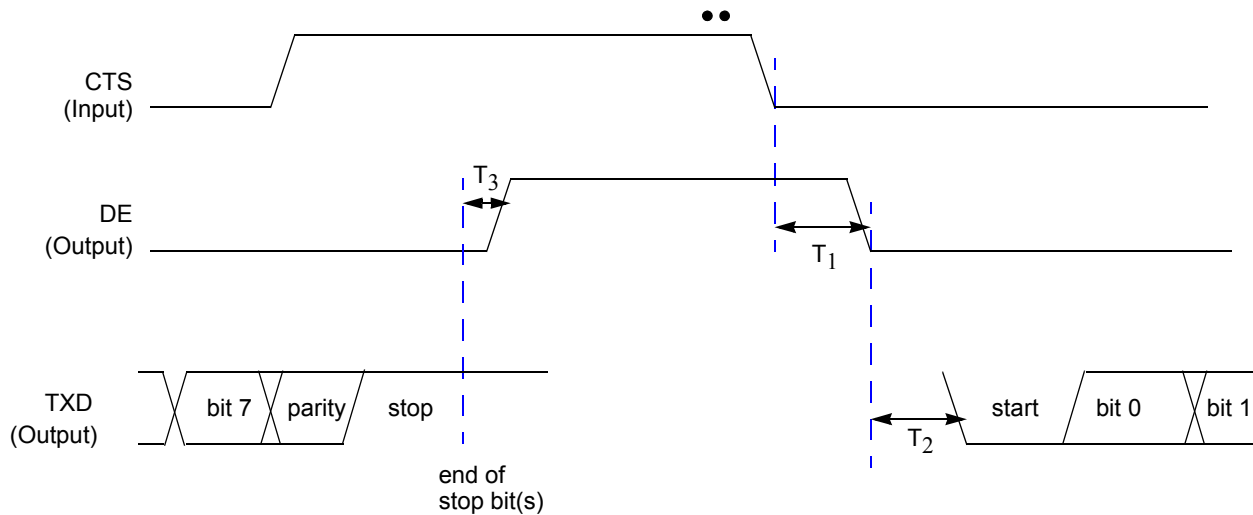 CTS
(Input)
T3
DE
(Output)
T1
TXD
(Output)
bit 7
parity
stop
T2
start
bit 0
bit 1
end of
stop bit(s)